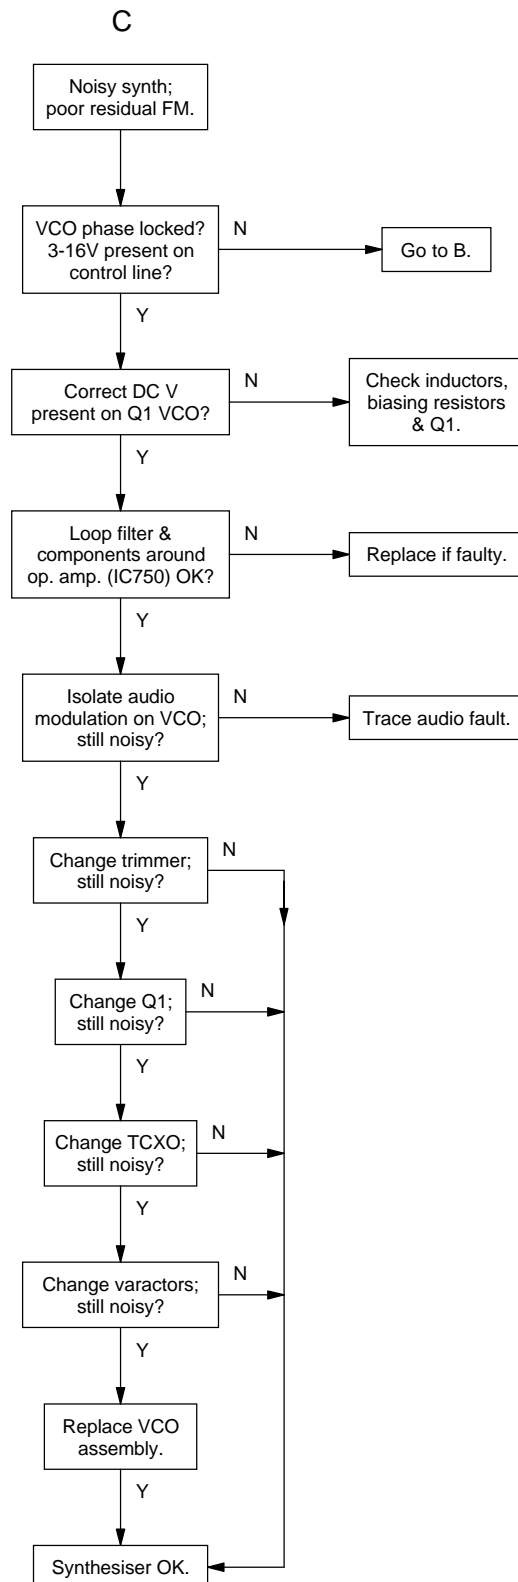 C
Noisy synth;
poor residual FM.
VCO phase locked?
3-16V present on
control line?
N
Go to B.
Y
Correct DC V
present on Q1 VCO?
N
Check inductors,
biasing resistors
& Q1.
Y
Loop filter &
components around
op. amp. (IC750) OK?
N
Replace if faulty.
Y
Isolate audio
modulation on VCO;
still noisy?
N
Trace audio fault.
Y
Change trimmer;
still noisy?
N
Y
Change Q1;
still noisy?
N
Y
Change TCXO;
still noisy?
N
Y
Change varactors;
still noisy?
N
Y
Replace VCO
assembly.
Y
Synthesiser OK.